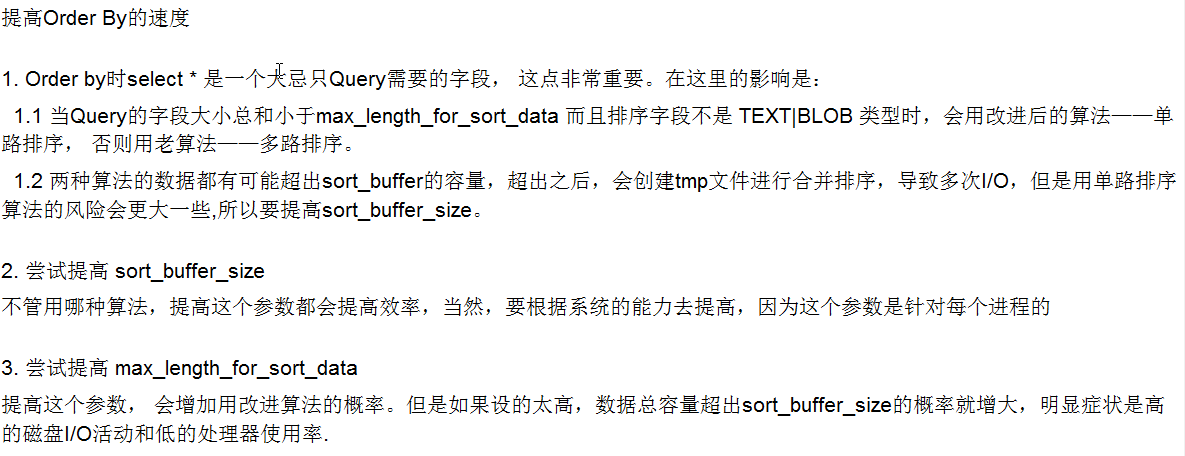 提高Order By的速度
1. Order by时select * 是一个大忌只Query需要的字段， 这点非常重要。在这里的影响是：
1.1 当Query的字段大小总和小于max_length_for_sort_data 而且排序字段不是 TEXT|BLOB 类型时，会用改进后的算法——单
路排序， 否则用老算法——多路排序。
1.2 两种算法的数据都有可能超出sort_buffer的容量，超出之后，会创建tmp文件进行合并排序，导致多次I/O，但是用单路排序
算法的风险会更大一些,所以要提高sort_buffer_size。
2. 尝试提高 sort_buffer_size
不管用哪种算法，提高这个参数都会提高效率，当然，要根据系统的能力去提高，因为这个参数是针对每个进程的
3. 尝试提高 max_length_for_sort_data
提高这个参数， 会增加用改进算法的概率。但是如果设的太高，数据总容量超出sort_buffer_size的概率就增大，明显症状是高
的磁盘I/O活动和低的处理器使用率.